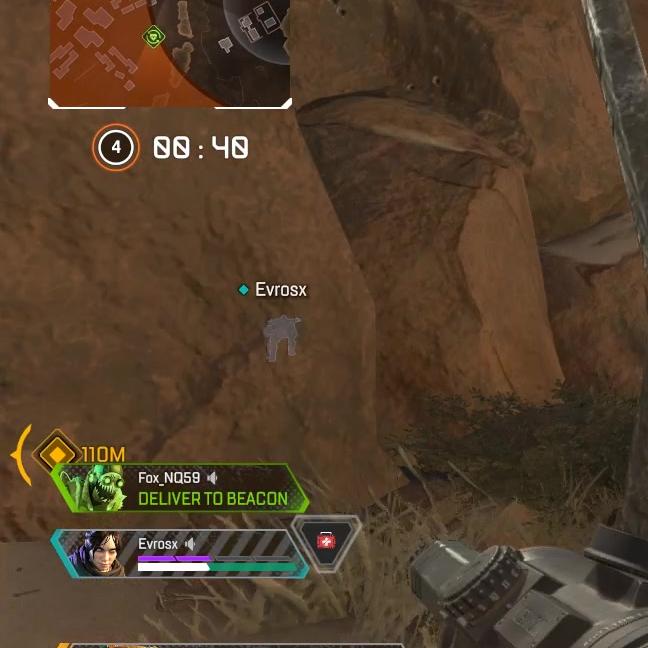 4
00:40
Evrosx
110M
Fox_NQ59
DELIVER TO BEACON
Evrosx